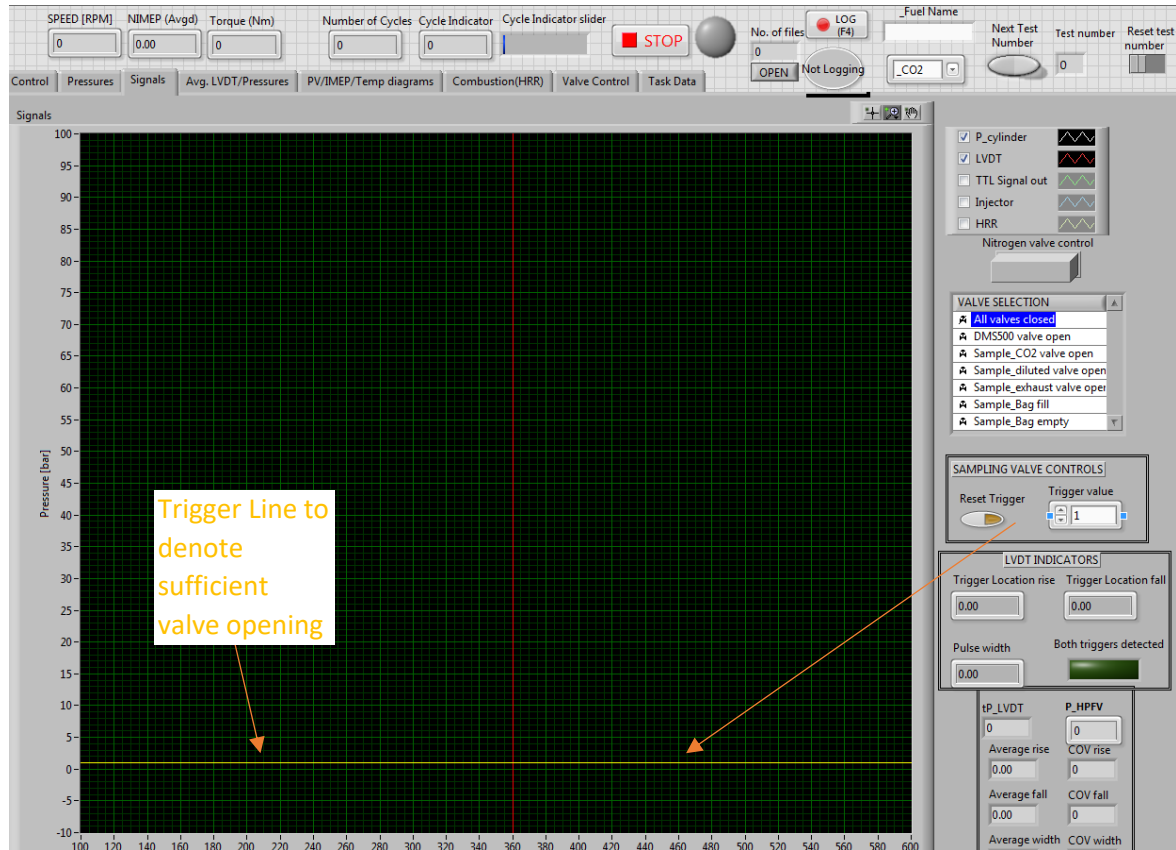 SPEED [RPM] NIMEP (Avgd) Torque (Nm) Number of Cycles Cycle Indicator Cycle Indicator slider No. of files LOG (F4) _Fuel Name Next Test Number Test number Reset test number
0 0.00 0 0 0 STOP 0 0
OPEN Not Logging _CO2
Control Pressures Signals Avg. LVDT/Pressures PV/IMEP/Temp diagrams Combustion(HRR) Valve Control Task Data
Signals
100
95
90
85
80
75
70
65
60
55
50
45
40
35
30
25
20
15
10
5
0
-5
-10
Pressure [bar]
100 120 140 160 180 200 220 240 260 280 300 320 340 360 380 400 420 440 460 480 500 520 540 560 580 600
Trigger Line to
denote
sufficient
valve opening
P_cylinder
LVDT
TTL Signal out
Injector
HRR
Nitrogen valve control
VALVE SELECTION
All valves closed
DMS500 valve open
Sample_CO2 valve open
Sample_diluted valve open
Sample_exhaust valve oper
Sample_Bag fill
Sample_Bag empty
SAMPLING VALVE CONTROLS
Reset Trigger Trigger value
1
LVDT INDICATORS
Trigger Location rise Trigger Location fall
0.00 0.00
Pulse width Both triggers detected
0.00
tP_LVDT P_HPFV
0 0
Average rise COV rise
0.00 0
Average fall COV fall
0.00 0
Average width COV width